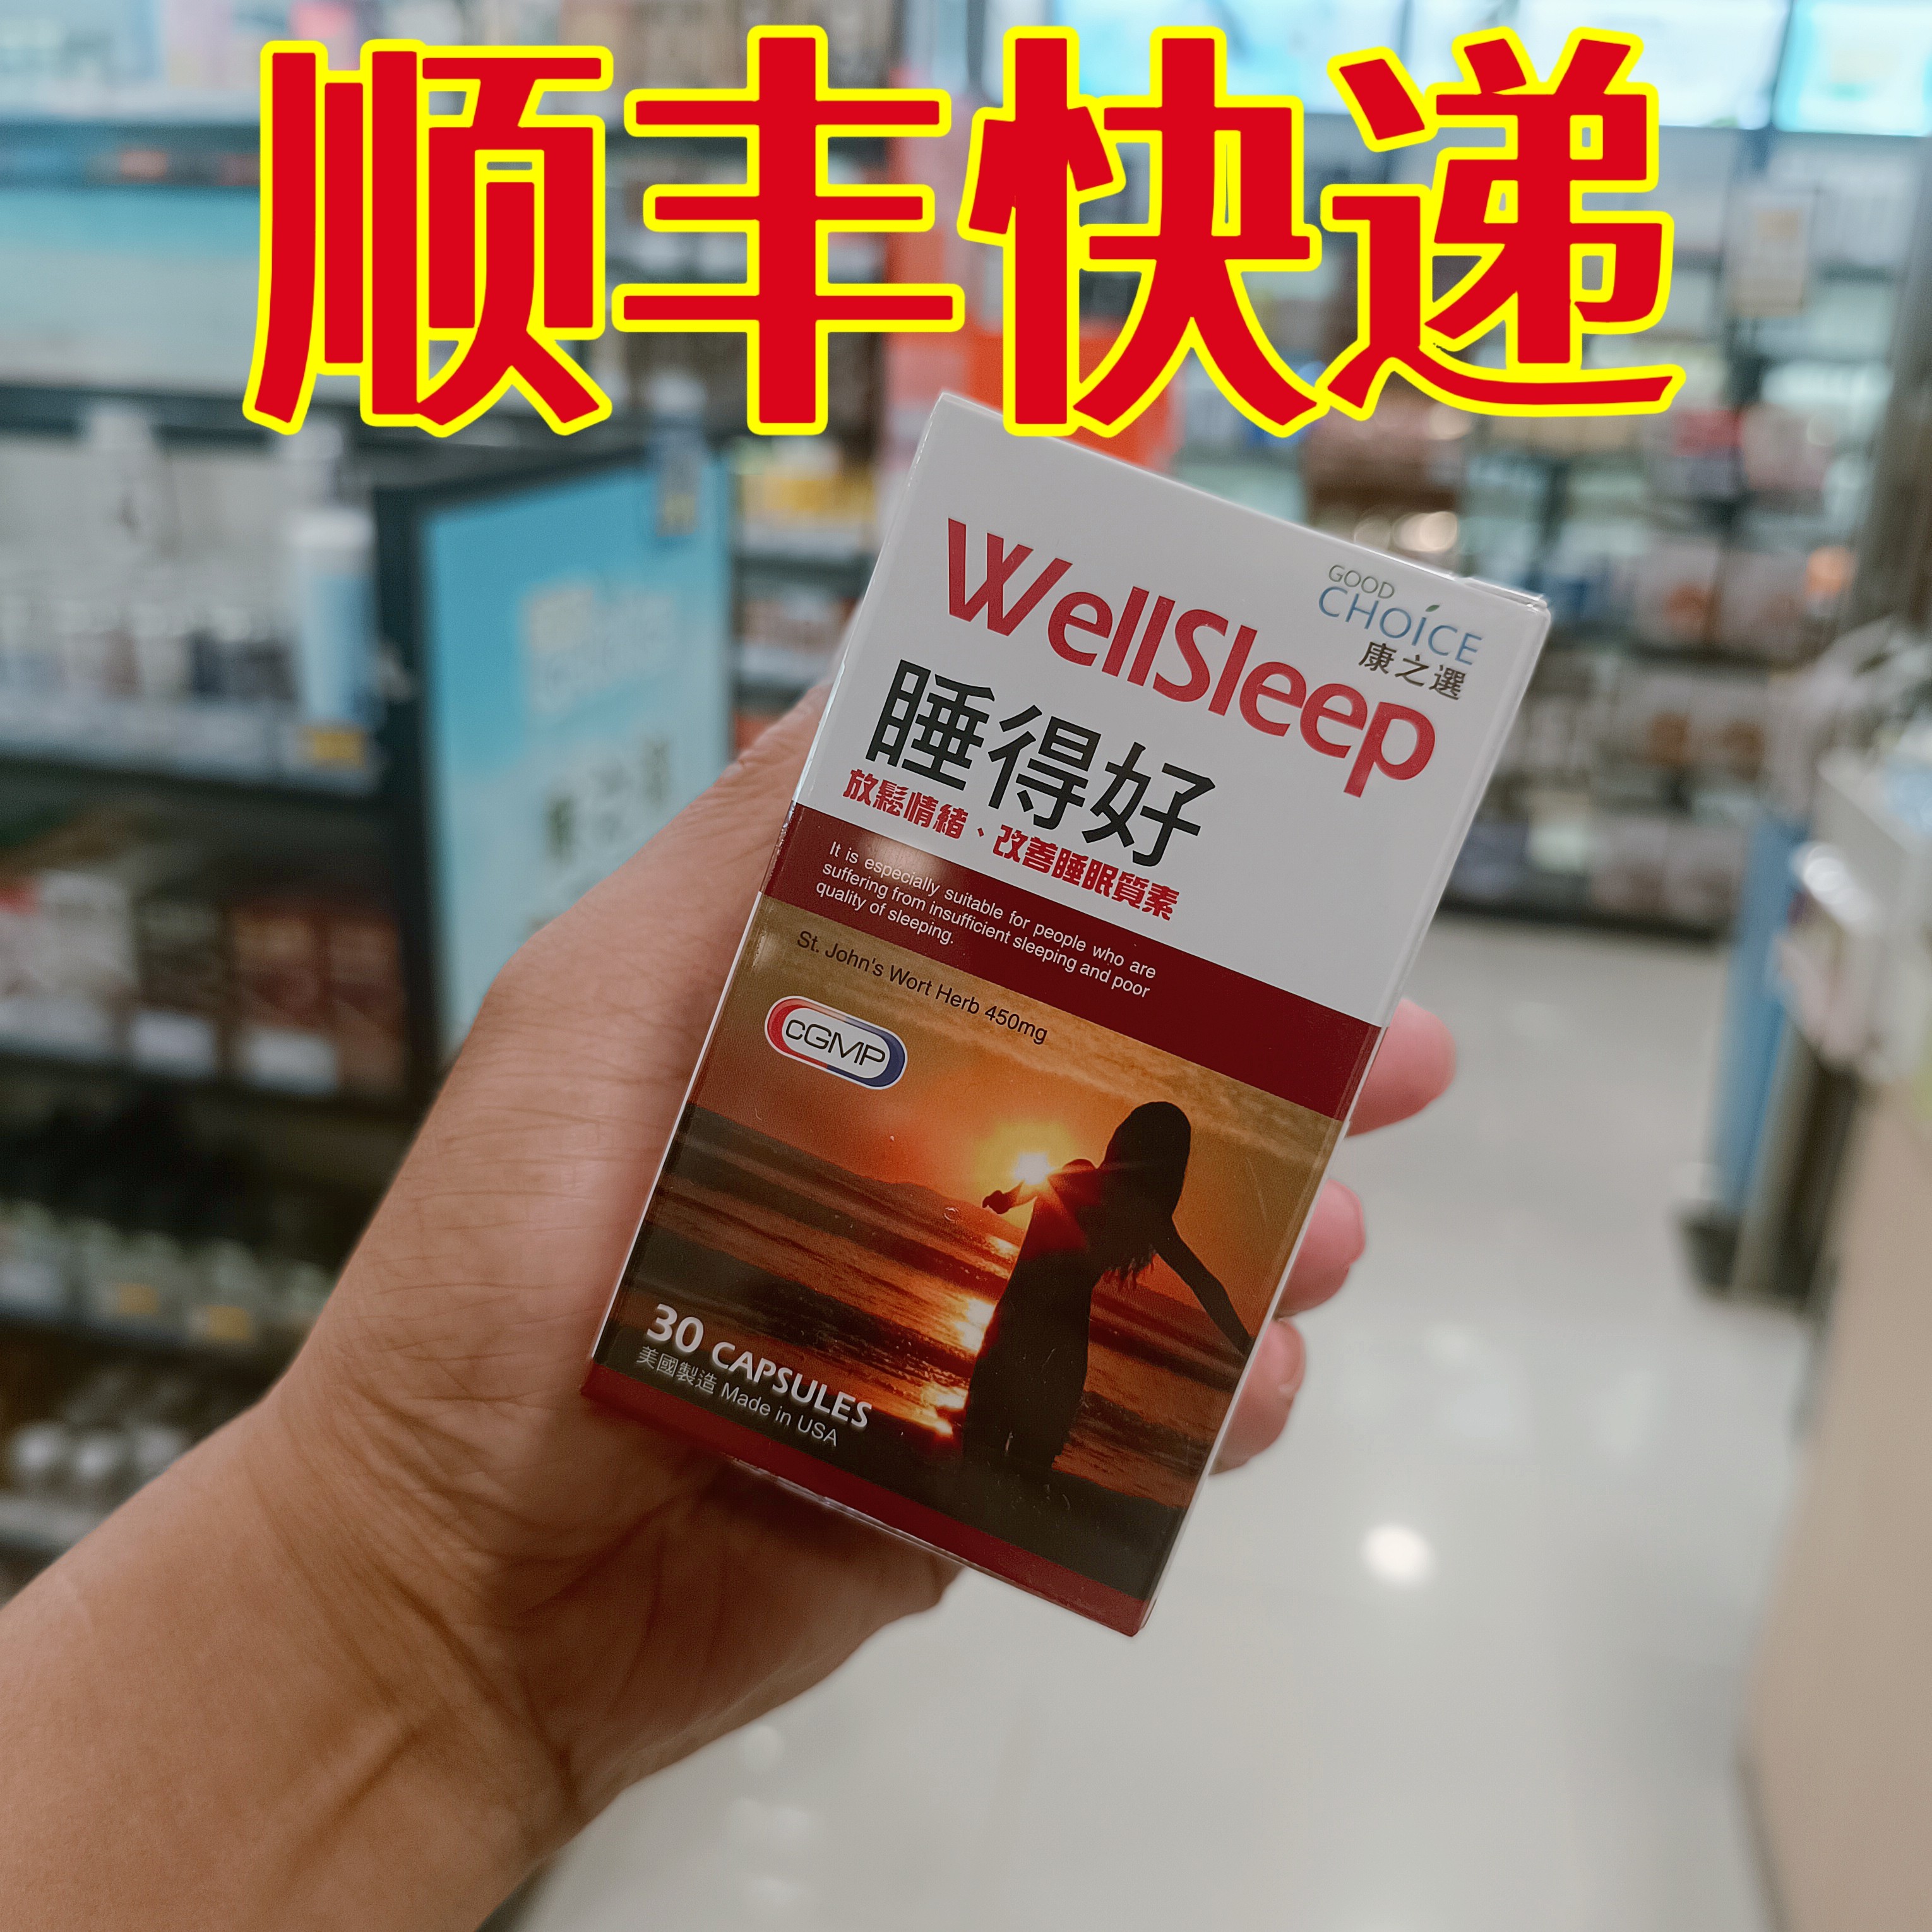 顺丰快递
GOOD
CHOICE
康之選
WellSleep
睡得好
放鬆情緒、改善睡眠質素
It is especially suitable for people who are
suffering from insufficient sleeping and poor
quality of sleeping.
St. John's Wort Herb 450mg
cGMP
30 CAPSULES
美國製造 Made in USA